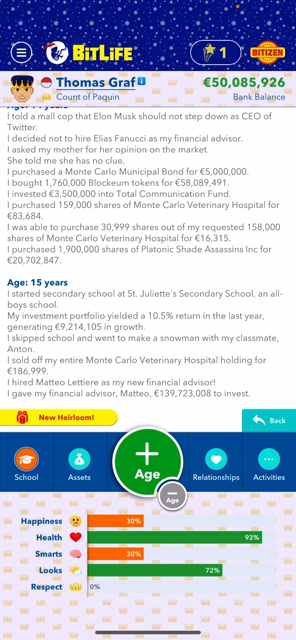 BITLIFE
1
BITIZEN
Thomas Graf
Count of Paquin
€50,085,926
Bank Balance
I told a mall cop that Elon Musk should not step down as CEO of
Twitter.
I decided not to hire Elias Fanucci as my financial advisor.
I asked my mother for her opinion on the market.
She told me she has no clue.
I purchased a Monte Carlo Municipal Bond for €5,000,000.
I bought 1,760,000 Blockeum tokens for €58,089,491.
I invested €3,500,000 into Total Communication Fund.
I purchased 159,000 shares of Monte Carlo Veterinary Hospital for
€83,684.
I was able to purchase 30,999 shares out of my requested 158,000
shares of Monte Carlo Veterinary Hospital for €16,315.
I purchased 1,900,000 shares of Platonic Shade Assassins Inc for
€20,702,847.
Age: 15 years
I started secondary school at St. Juliette's Secondary School, an all-
boys school.
My investment portfolio yielded a 10.5% return in the last year,
generating €9,214,105 in growth.
I skipped school and went to make a snowman with my classmate,
Anton.
I sold off my entire Monte Carlo Veterinary Hospital holding for
€186,999.
I hired Matteo Lettiere as my new financial advisor!
I gave my financial advisor, Matteo, €139,723,008 to invest.
New Heirloom!
Back
School
Assets
Age
Age
Relationships
Activities
Happiness 30%
Health 93%
Smarts 30%
Looks 72%
Respect 0%